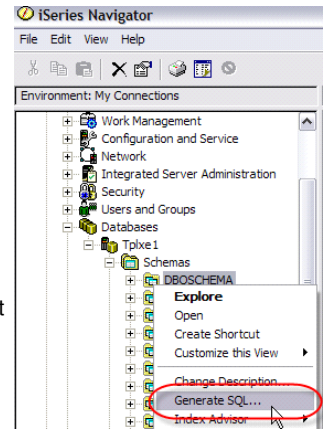 iSeries Navigator
File Edit View Help
Environment: My Connections
Work Management
Configuration and Service
Network
Integrated Server Administration
Security
Users and Groups
Databases
Tplxe1
Schemas
DBOSCHEMA
t
Explore
Open
Create Shortcut
Customize this View
Change Description...
Generate SQL...
Index Advisor